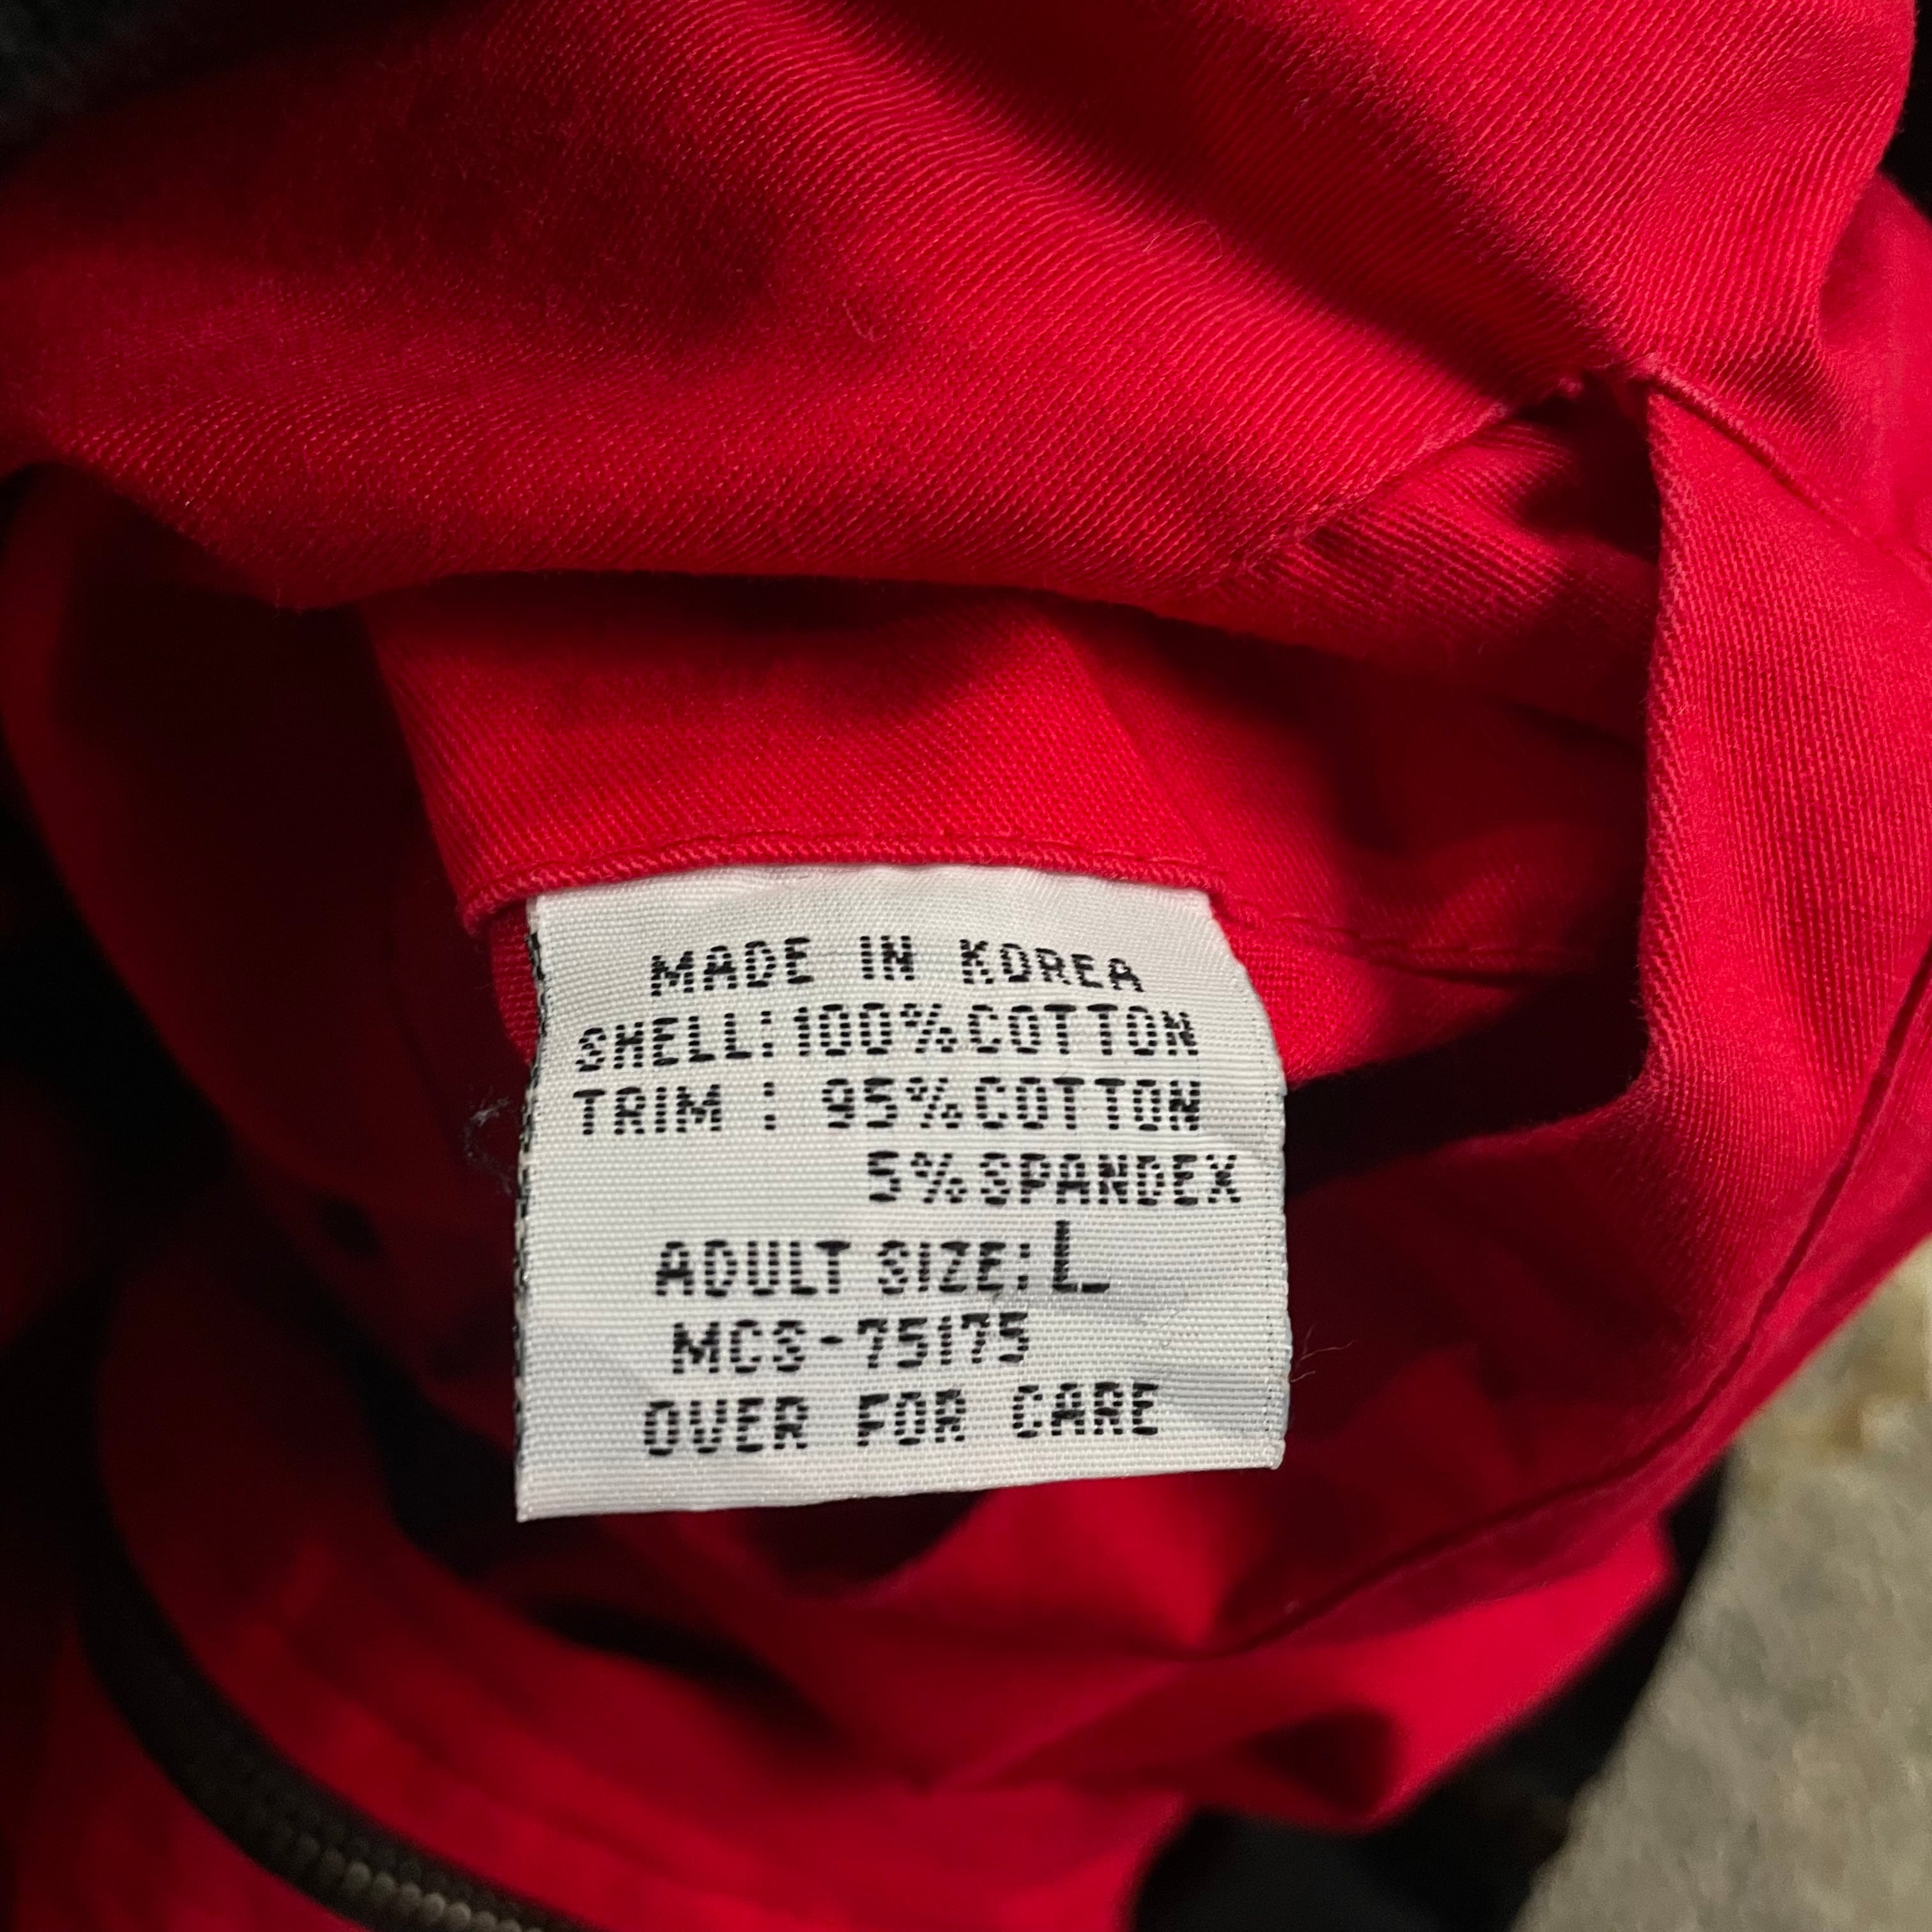 MADE IN KOREA
SHELL:100%COTTON
TRIM : 95%COTTON
5%SPANDEX
ADULT SIZE: L
MCS-75175
OVER FOR CARE